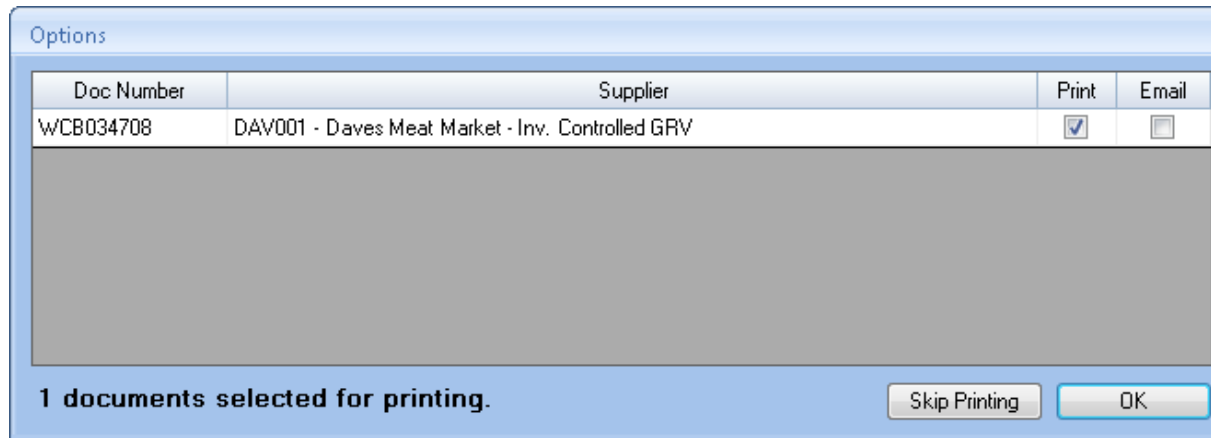 Options
Doc Number Supplier Print Email
WCB034708 DAV001 - Daves Meat Market - Inv. Controlled GRV
1 documents selected for printing.
Skip Printing OK